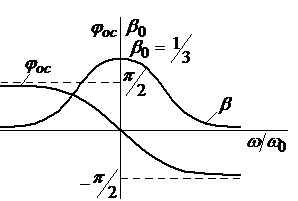 φос β0
φос
β0 = 1/3
π/2
β
ω/ω0
−π/2